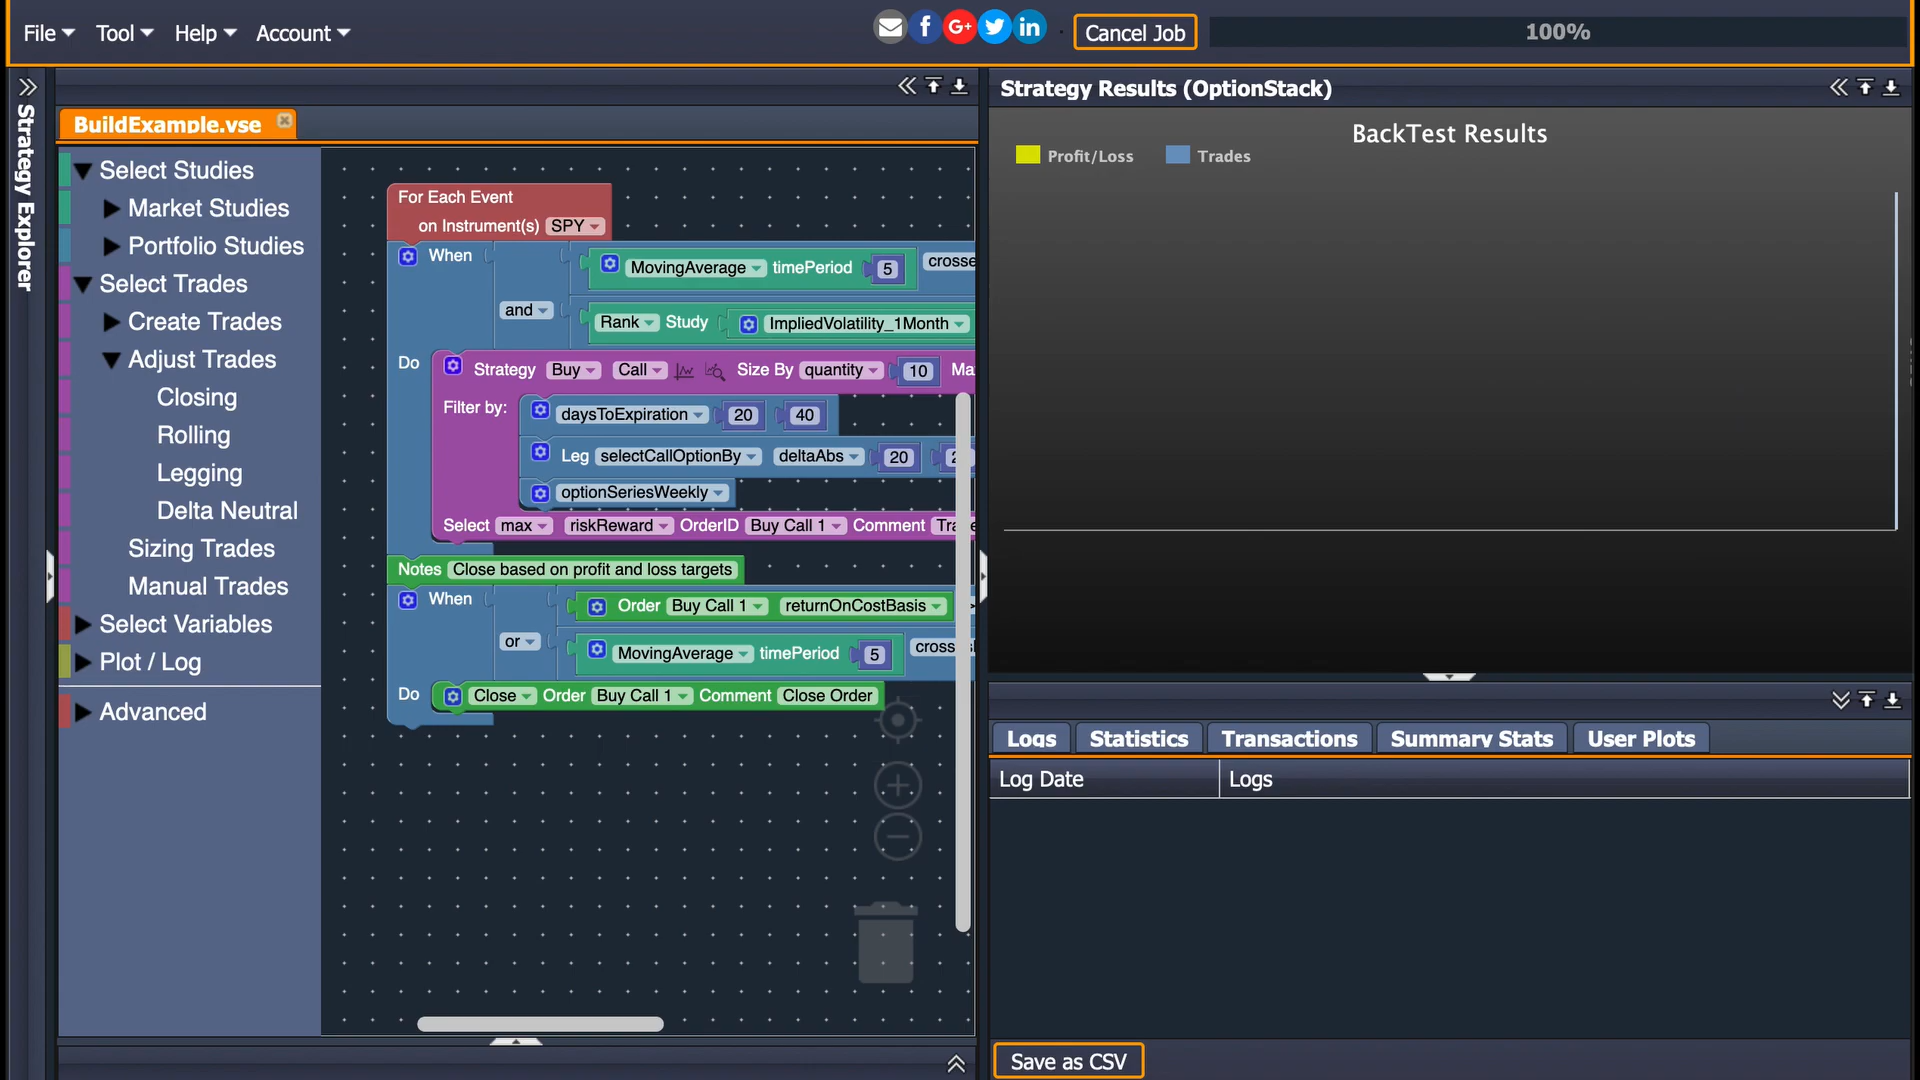 File Tool Help Account Cancel Job 100%
Strategy Explorer
BuildExample.vse
Select Studies
Market Studies
Portfolio Studies
Select Trades
Create Trades
Adjust Trades
Closing
Rolling
Legging
Delta Neutral
Sizing Trades
Manual Trades
Select Variables
Plot / Log
Advanced
For Each Event
on Instrument(s) SPY
When MovingAverage timePeriod 5
and Rank Study ImpliedVolatility_1Month
Do Strategy Buy Call Size By quantity 10
Filter by: daysToExpiration 20 40
Leg selectCallOptionBy deltaAbs 20
optionSeriesWeekly
Select max riskReward OrderID Buy Call 1 Comment
Notes Close based on profit and loss targets
When Order Buy Call 1 returnOnCostBasis
or MovingAverage timePeriod 5
Do Close Order Buy Call 1 Comment Close Order
Strategy Results (OptionStack)
BackTest Results
Profit/Loss Trades
Logs Statistics Transactions Summary Stats User Plots
Log Date Logs
Save as CSV